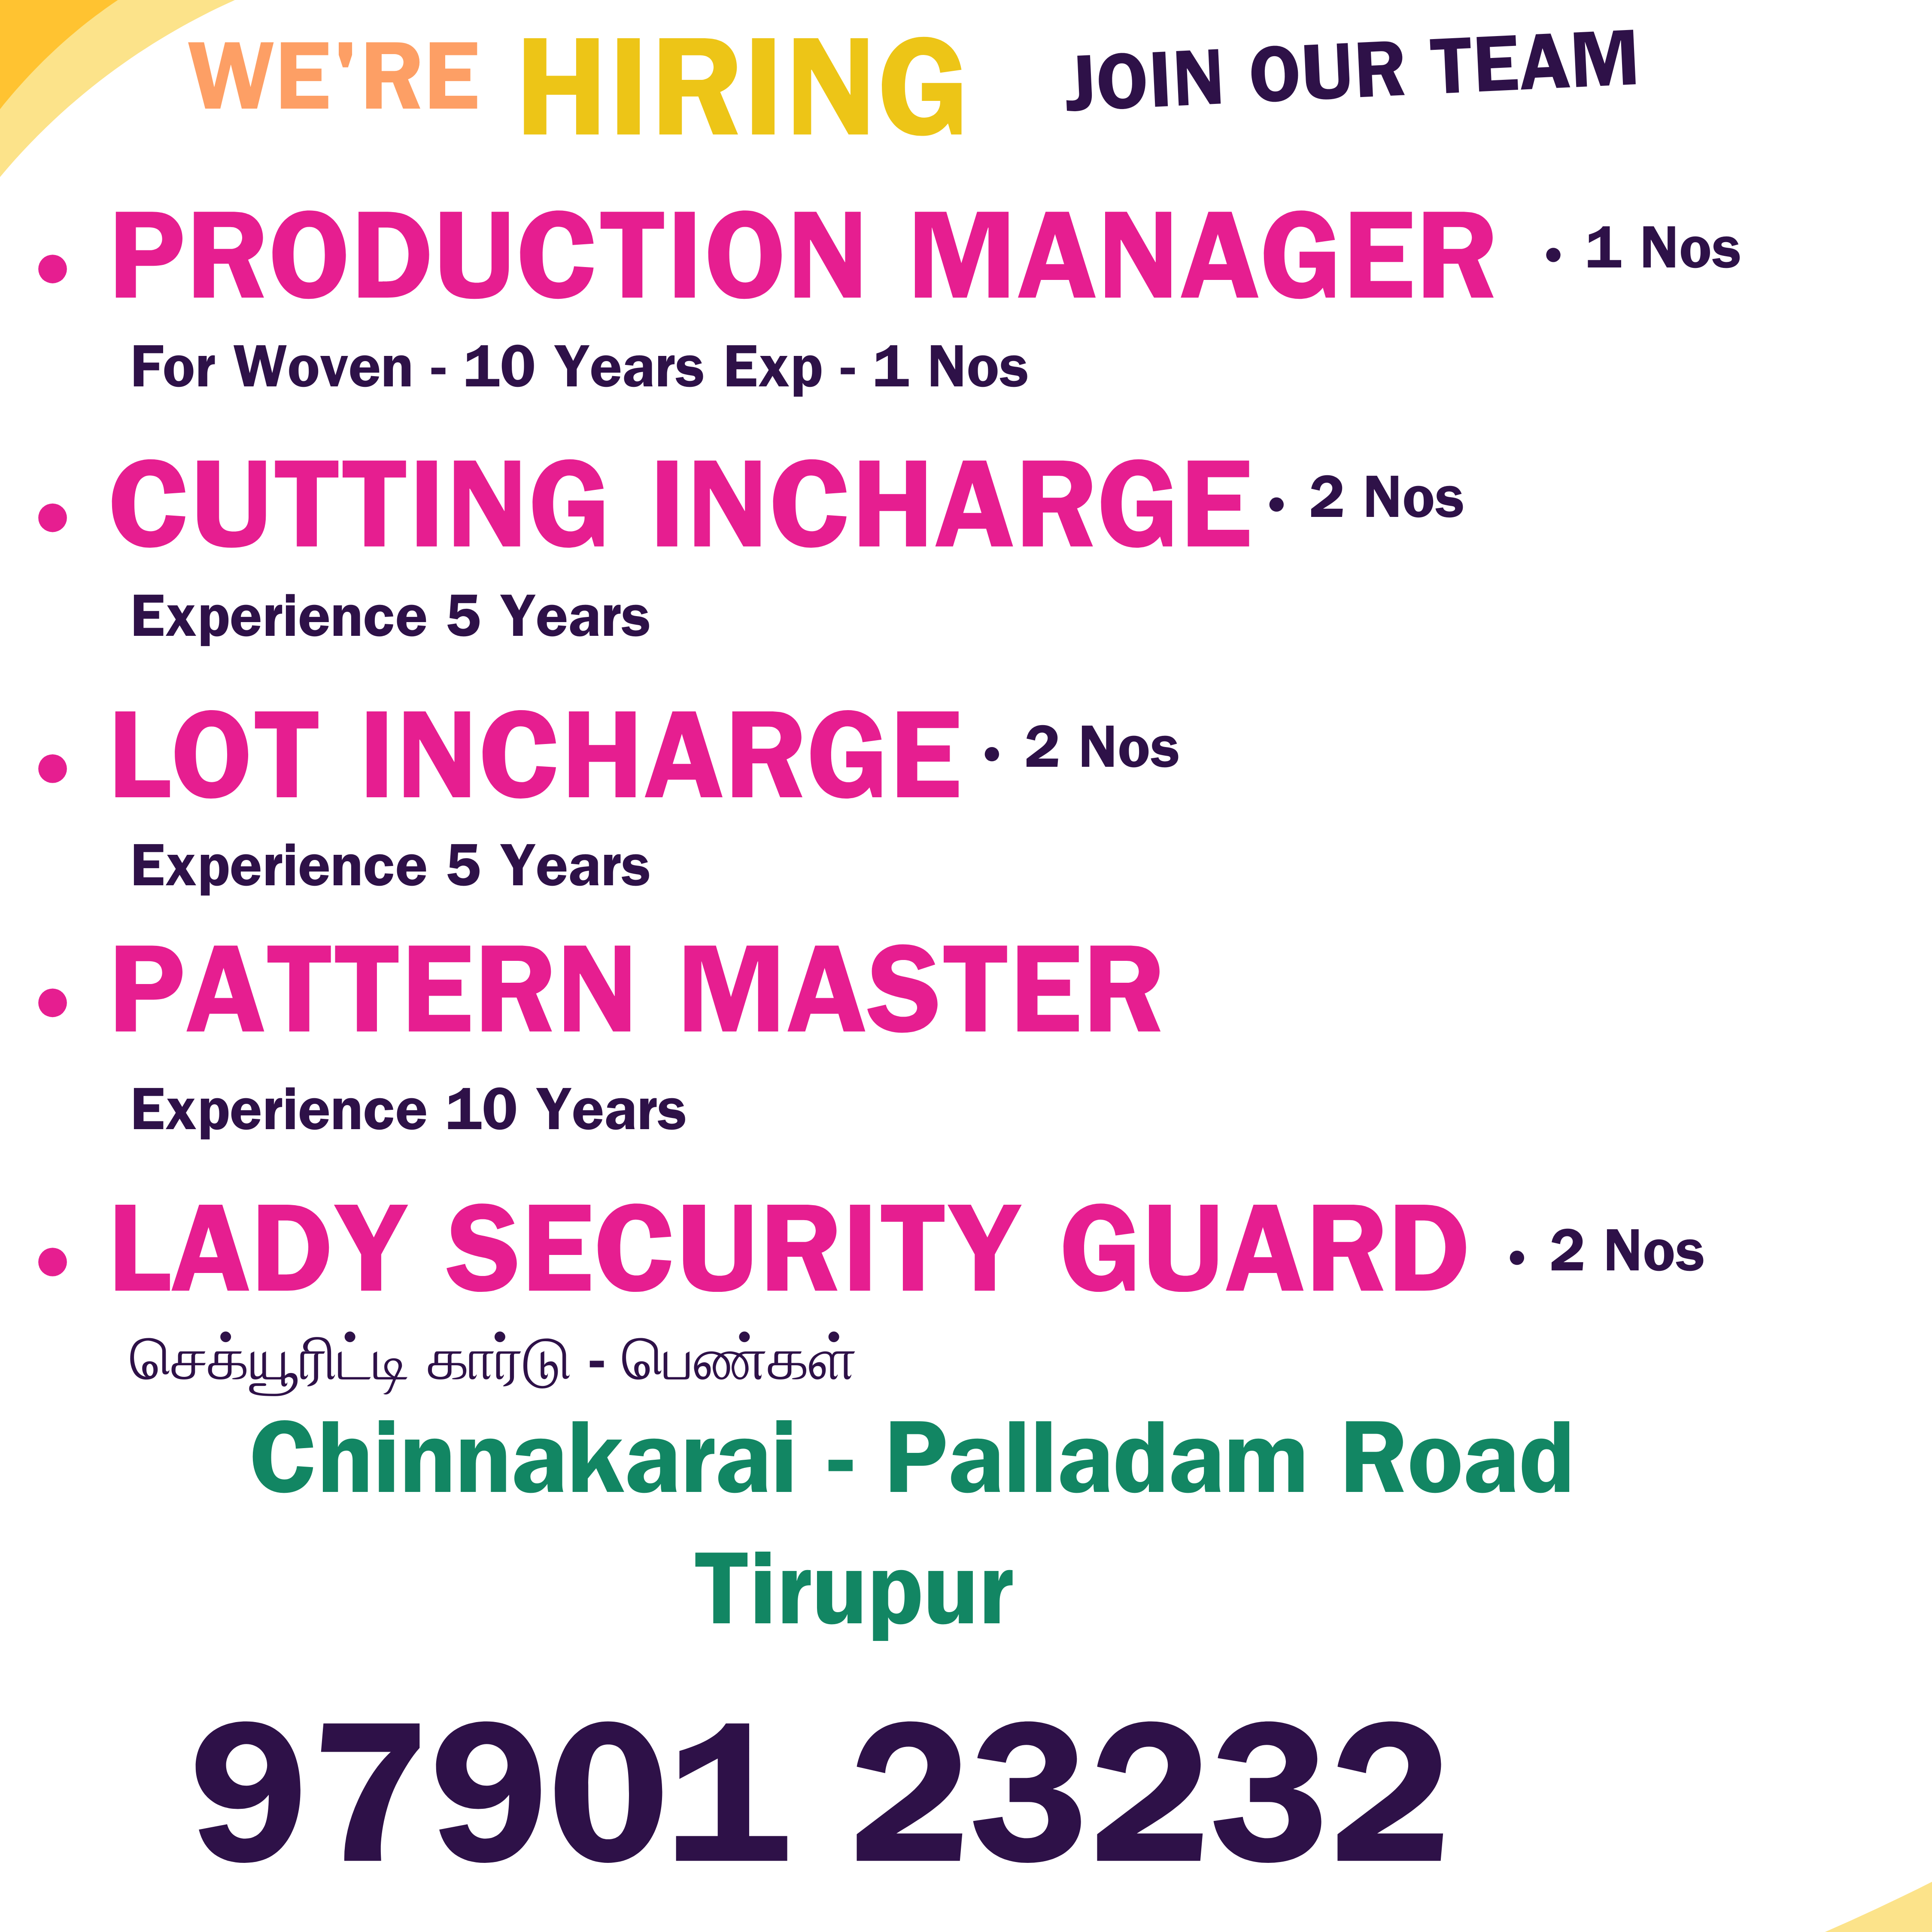 WE'RE HIRING JOIN OUR TEAM
• PRODUCTION MANAGER • 1 Nos
For Woven - 10 Years Exp - 1 Nos
• CUTTING INCHARGE • 2 Nos
Experience 5 Years
• LOT INCHARGE • 2 Nos
Experience 5 Years
• PATTERN MASTER
Experience 10 Years
• LADY SECURITY GUARD • 2 Nos
செக்யூரிட்டி கார்டு - பெண்கள்
Chinnakarai - Palladam Road
Tirupur
97901 23232